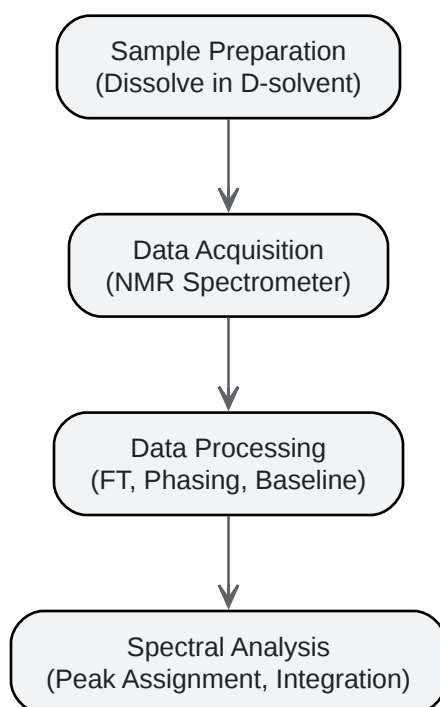 Sample Preparation
(Dissolve in D-solvent)
Data Acquisition
(NMR Spectrometer)
Data Processing
(FT, Phasing, Baseline)
Spectral Analysis
(Peak Assignment, Integration)